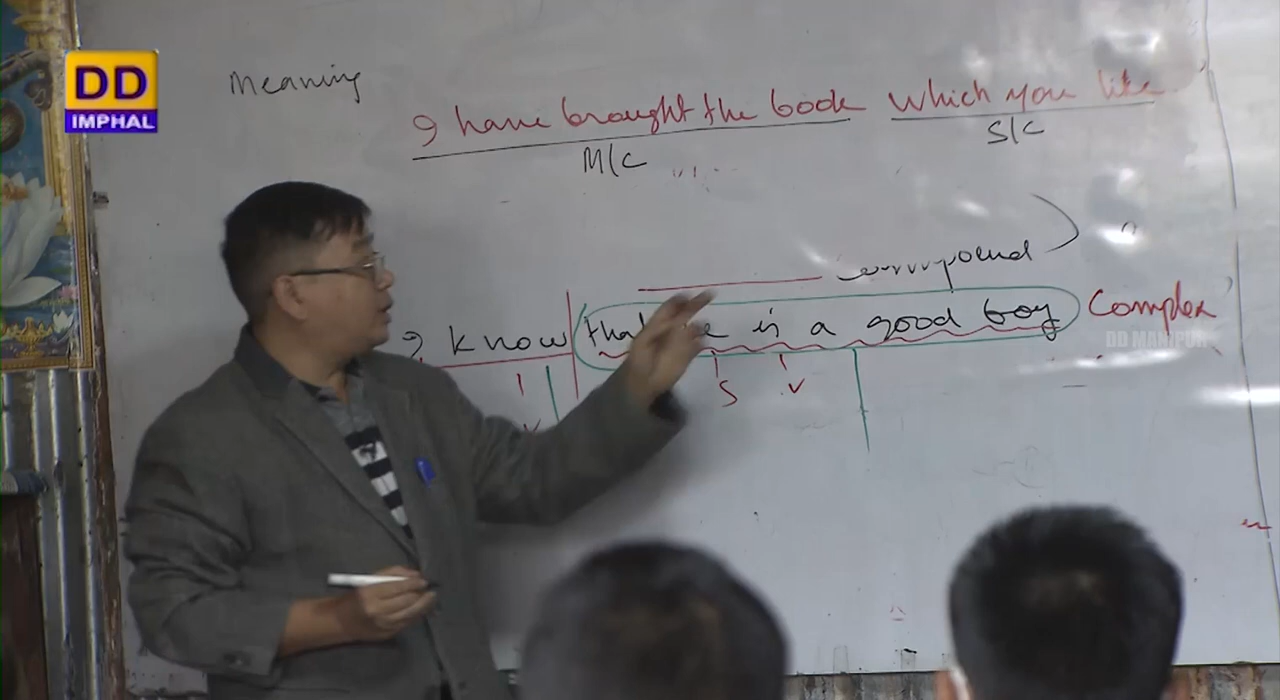 DD
IMPHAL
Meaning
I have brought the book which you like
M/C
S/C
compound
I know that he is a good boy Complex
DD MANIPUR
S
V
V